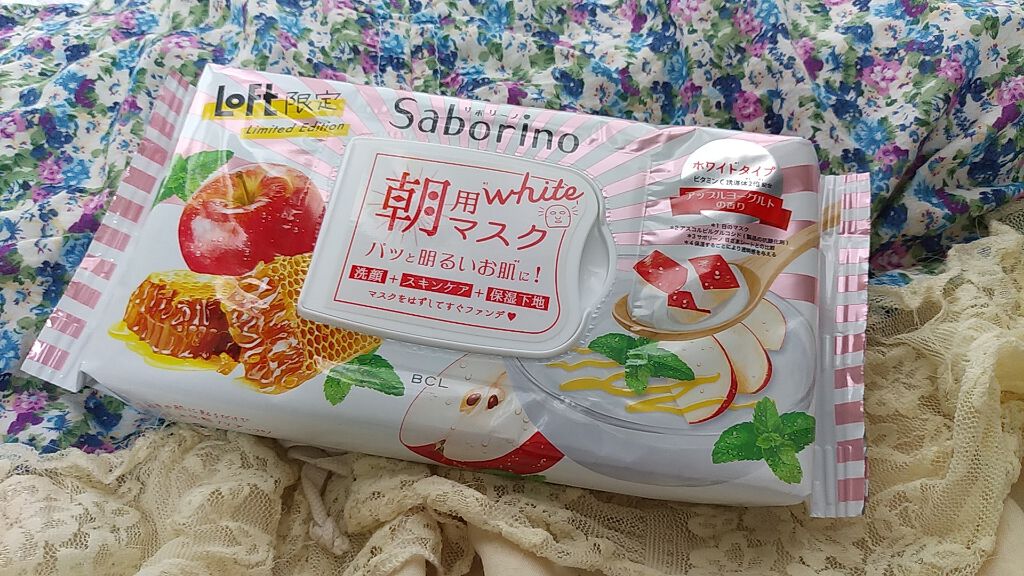 LOFT限定
Limited Edition
サボリーノ
Saborino
朝用マスク
white
パッと明るいお肌に!
洗顔+スキンケア+保湿下地
マスクをはずしてすぐファンデ♥
ホワイトタイプ
アップルヨーグルト
の香り
BCL